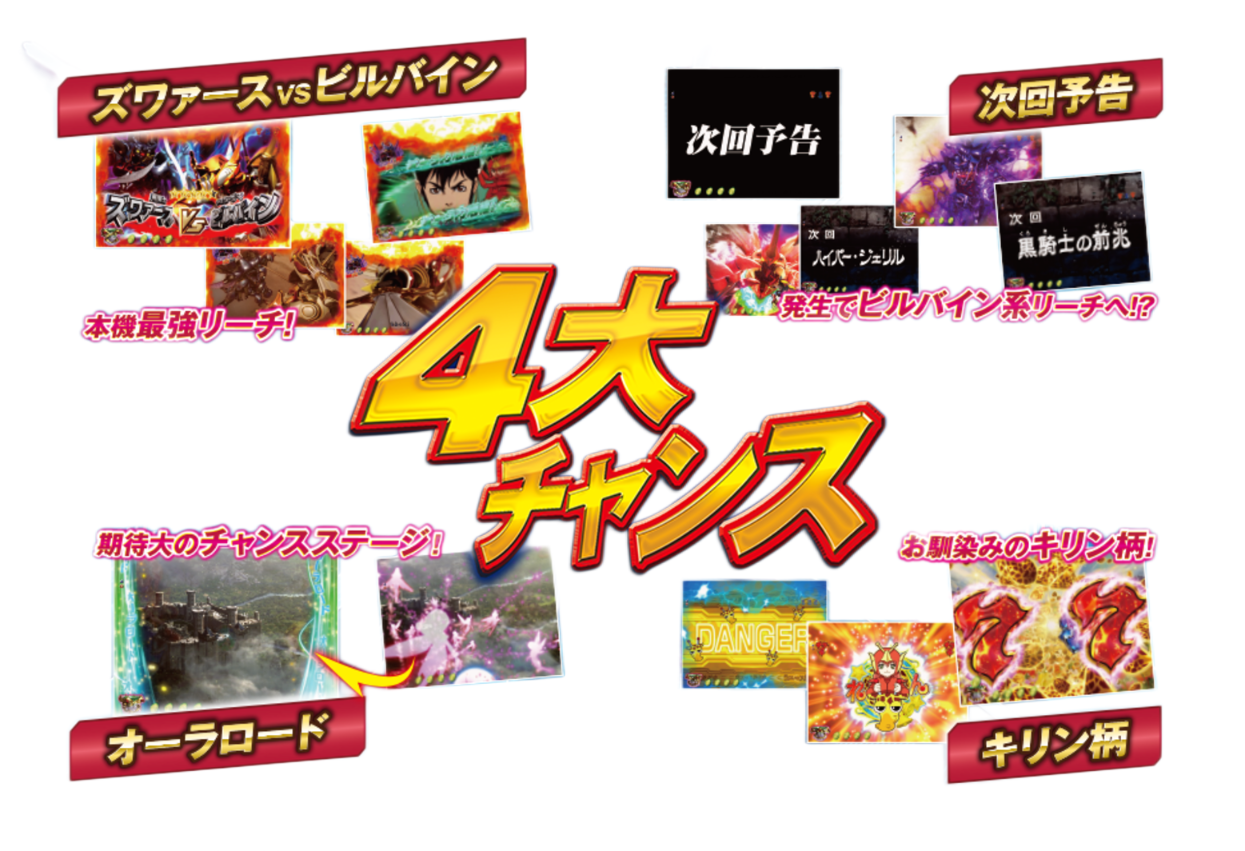 ズワァースvsビルバイン
ズワァース VS ビルバイン
本機最強リーチ!
次回予告
次回予告
次回
ハイパー・ジェリル
次回
黒騎士の前兆
発生でビルバイン系リーチへ!?
4大
チャンス
期待大のチャンスステージ!
オーラロード
お馴染みのキリン柄!
DANGER
77
キリン柄